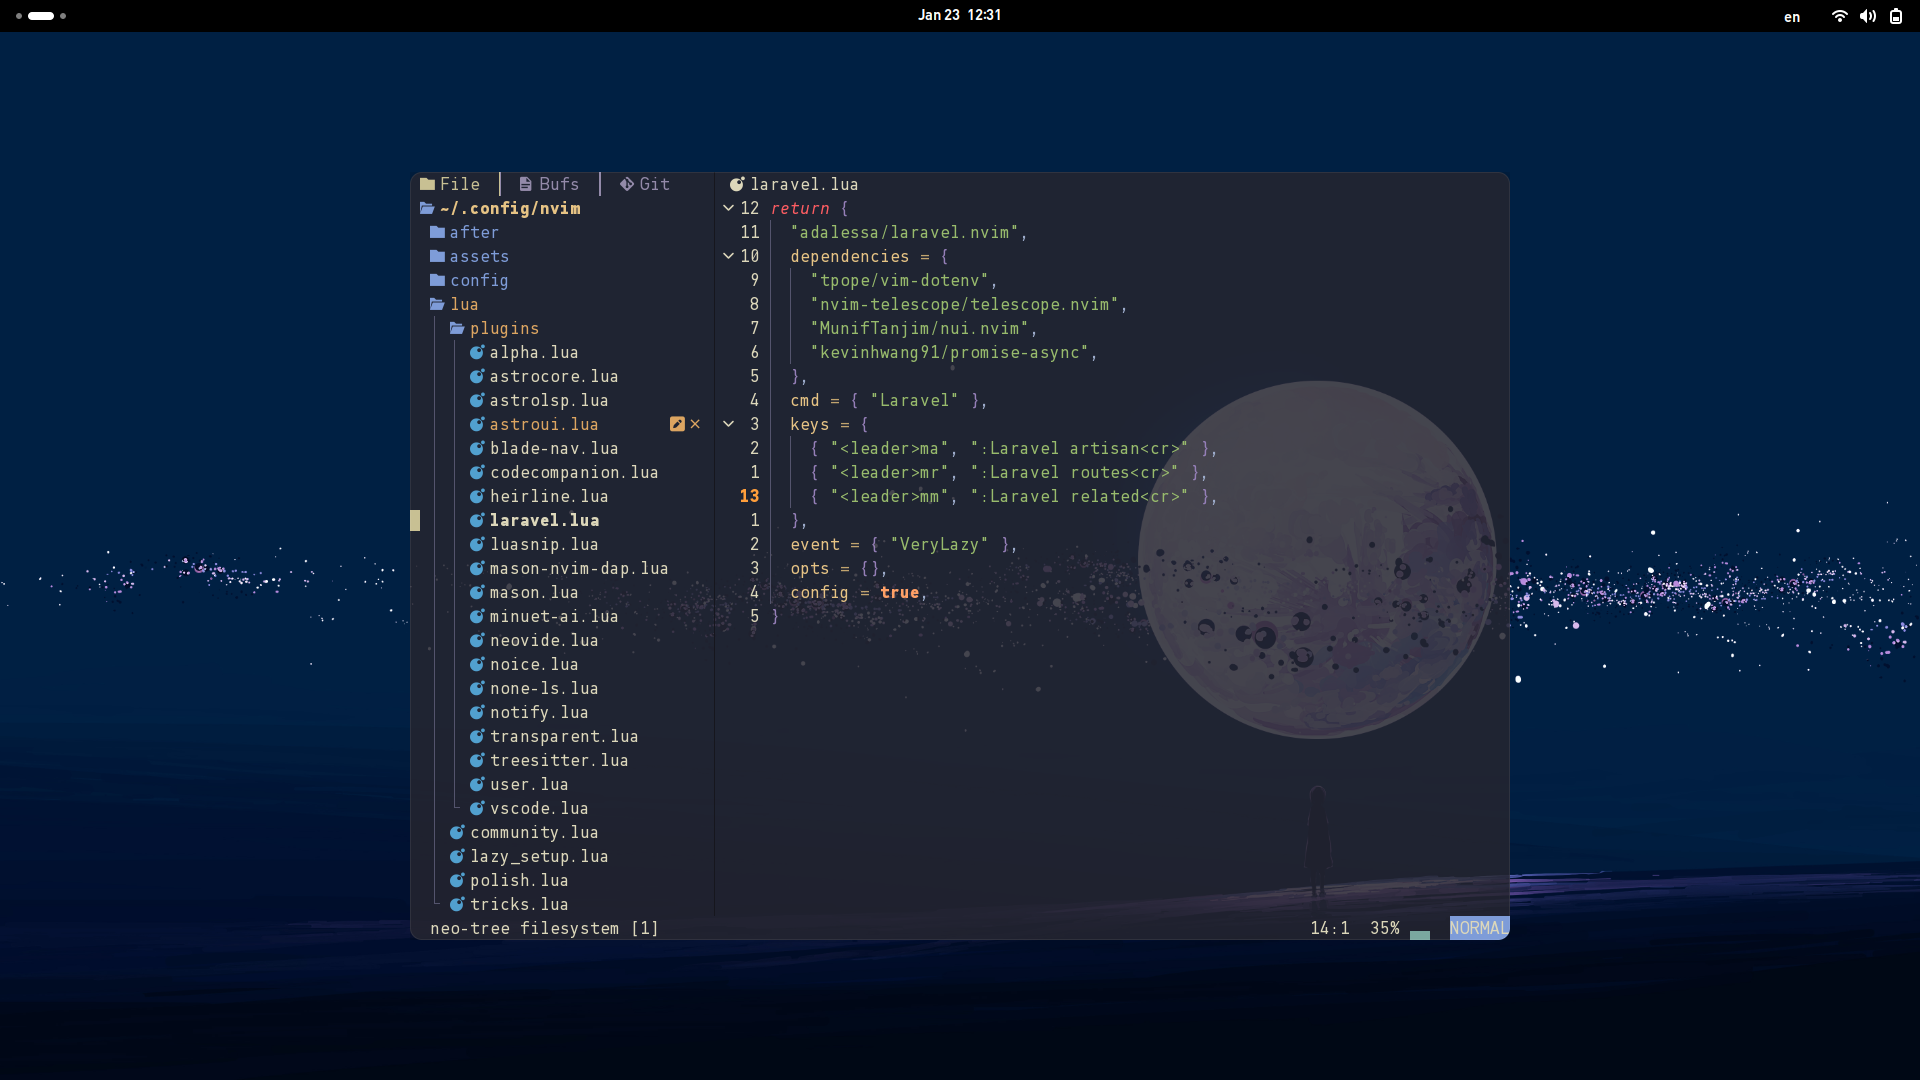 Jan 23 12:31
en
File Bufs Git
~/.config/nvim
after
assets
config
lua
plugins
alpha.lua
astrocore.lua
astrolsp.lua
astroui.lua
blade-nav.lua
codecompanion.lua
heirline.lua
laravel.lua
luasnip.lua
mason-nvim-dap.lua
mason.lua
minuet-ai.lua
neovide.lua
noice.lua
none-ls.lua
notify.lua
transparent.lua
treesitter.lua
user.lua
vscode.lua
community.lua
lazy_setup.lua
polish.lua
tricks.lua
laravel.lua
12 return {
11 "adalessa/laravel.nvim",
10 dependencies = {
9 "tpope/vim-dotenv",
8 "nvim-telescope/telescope.nvim",
7 "MunifTanjim/nui.nvim",
6 "kevinhwang91/promise-async",
5 },
4 cmd = { "Laravel" },
3 keys = {
2 { "<leader>ma", ":Laravel artisan<cr>" },
1 { "<leader>mr", ":Laravel routes<cr>" },
13 { "<leader>mm", ":Laravel related<cr>" },
1 },
2 event = { "VeryLazy" },
3 opts = {},
4 config = true,
5 }
neo-tree filesystem [1] 14:1 35% NORMAL